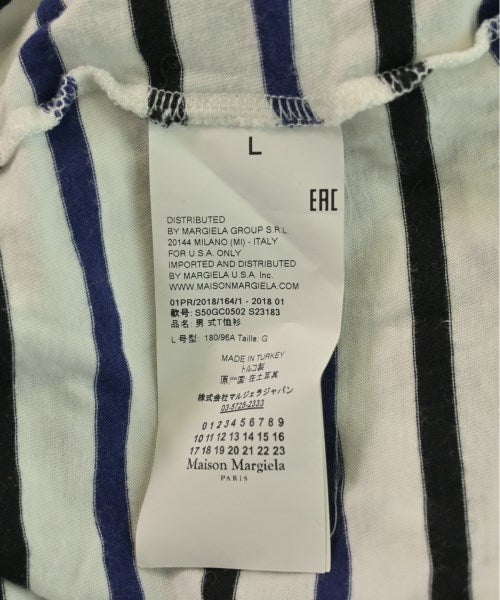 L
EAC
DISTRIBUTED
BY MARGIELA GROUP S.R.L.
20144 MILANO (MI) - ITALY
FOR U.S.A. ONLY
IMPORTED AND DISTRIBUTED
BY MARGIELA U.S.A. Inc.
WWW.MAISONMARGIELA.COM
01PR/2018/164/1 - 2018 01
款号: S50GC0502 S23183
品名: 男式T恤衫
L 号型: 180/96A Taille: G
MADE IN TURKEY
トルコ製
原产国 在土耳其
株式会社マルジェラジャパン
03-5725-2333
0 1 2 3 4 5 6 7 8 9
10 11 12 13 14 15 16
17 18 19 20 21 22 23
Maison Margiela
PARIS